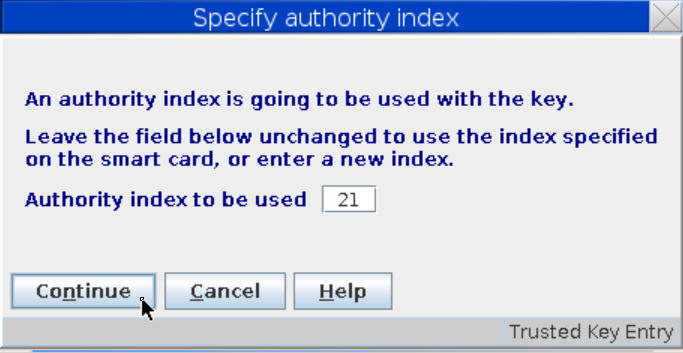 Specify authority index
An authority index is going to be used with the key.
Leave the field below unchanged to use the index specified
on the smart card, or enter a new index.
Authority index to be used 21
Continue Cancel Help
Trusted Key Entry